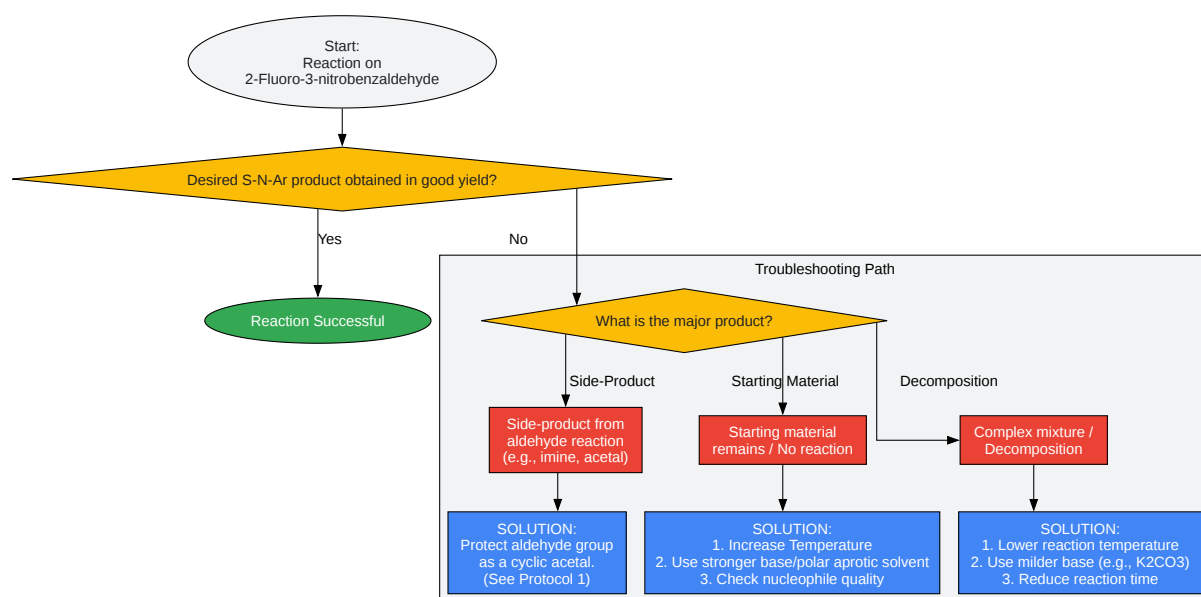 Start:
Reaction on
2-Fluoro-3-nitrobenzaldehyde
Desired S-N-Ar product obtained in good yield?
Yes
No
Reaction Successful
Troubleshooting Path
What is the major product?
Side-Product
Starting Material
Decomposition
Side-product from
aldehyde reaction
(e.g., imine, acetal)
Starting material
remains / No reaction
Complex mixture /
Decomposition
SOLUTION:
Protect aldehyde group
as a cyclic acetal.
(See Protocol 1)
SOLUTION:
1. Increase Temperature
2. Use stronger base/polar aprotic solvent
3. Check nucleophile quality
SOLUTION:
1. Lower reaction temperature
2. Use milder base (e.g., K2CO3)
3. Reduce reaction time